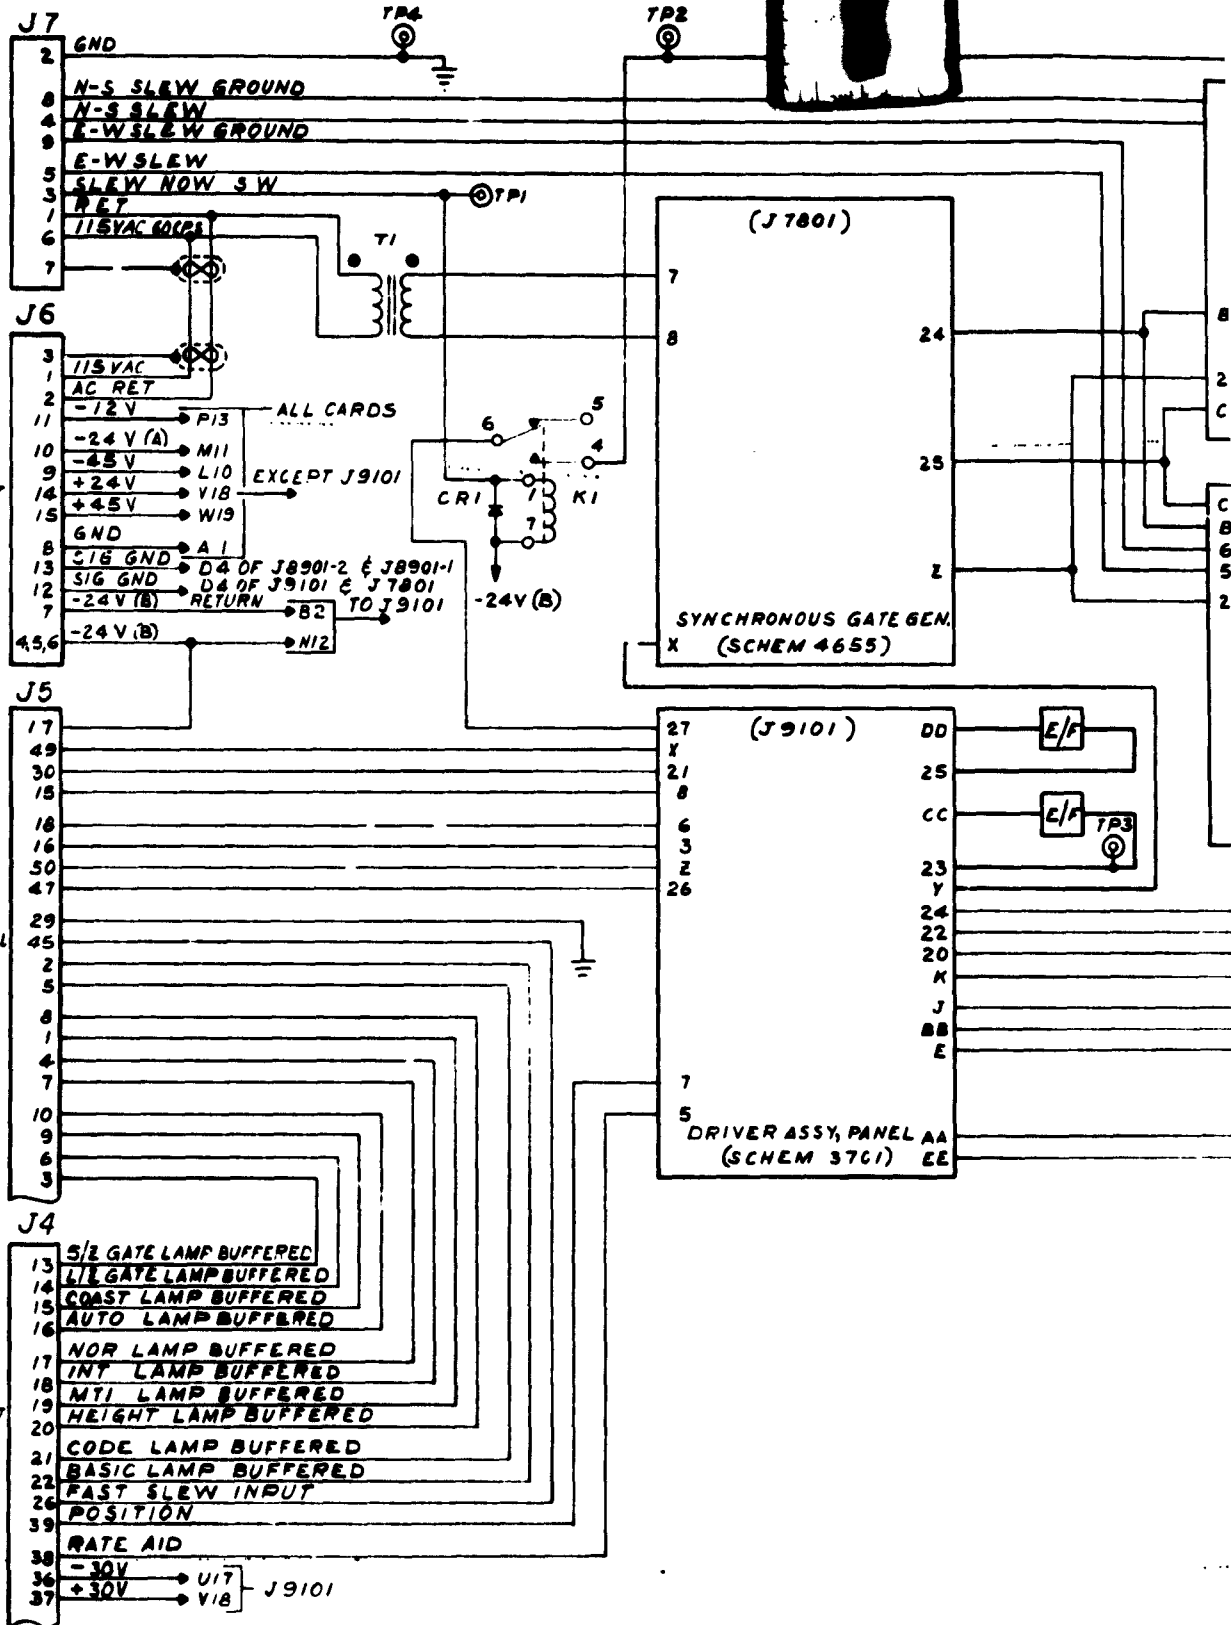 J7
TP4
TP2
2 GND
8 N-S SLEW GROUND
4 N-S SLEW
9 E-W SLEW GROUND
5 E-W SLEW
3 SLEW NOW SW
TP1
1 RET
6 115VAC 60CPS
7
T1
(J7801)
7
8
24
25
Z
X
SYNCHRONOUS GATE GEN.
(SCHEM 4655)
B
2
C
C
B
6
5
2
J6
3
1 115VAC
2 AC RET
11 -12V P13
ALL CARDS
10 -24V (A) M11
9 -45V L10
EXCEPT J9101
14 +24V V18
15 +45V W19
8 GND A1
13 SIG GND D4 OF J8901-2 & J8901-1
12 SIG GND D4 OF J9101 & J7801
7 -24V (B) RETURN B2
TO J9101
4,5,6 -24V (B) N12
6
5
4
CR1
1
K1
7
-24V (B)
J5
17
49
30
15
18
16
50
47
29
45
2
5
8
1
4
7
10
9
6
3
(J9101)
27
X
21
8
6
3
Z
26
7
5
DD
E/F
25
CC
E/F
TP3
23
Y
24
22
20
K
J
BB
E
DRIVER ASSY, PANEL
AA
EE
J4
13 S/Z GATE LAMP BUFFERED
14 L/Z GATE LAMP BUFFERED
15 COAST LAMP BUFFERED
16 AUTO LAMP BUFFERED
17 NOR LAMP BUFFERED
18 INT LAMP BUFFERED
19 MTI LAMP BUFFERED
20 HEIGHT LAMP BUFFERED
21 CODE LAMP BUFFERED
22 BASIC LAMP BUFFERED
26 FAST SLEW INPUT
39 POSITION
38 RATE AID
36 -30V U17
37 +30V V18
J9101